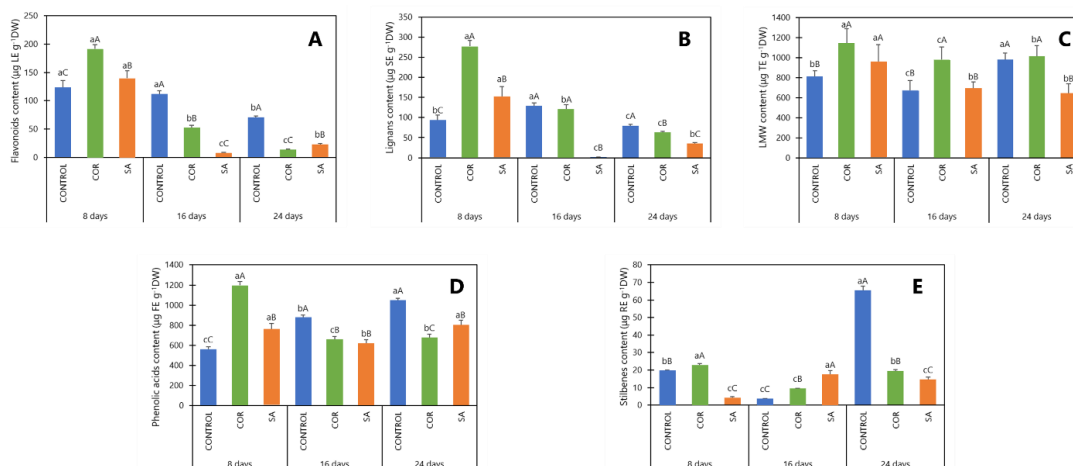 A
Flavonoids content (µg LE g⁻¹DW)
250
200
150
100
50
0
aC
aA
aB
aA
bB
cC
aA
cC
bB
CONTROL
COR
SA
CONTROL
COR
SA
CONTROL
COR
SA
8 days
16 days
24 days
B
Lignans content (µg SE g⁻¹DW)
350
300
250
200
150
100
50
0
bC
aA
aB
aA
bA
cB
cA
cB
bC
CONTROL
COR
SA
CONTROL
COR
SA
CONTROL
COR
SA
8 days
16 days
24 days
C
LMW content (µg TE g⁻¹DW)
1400
1200
1000
800
600
400
200
0
bB
aA
aA
cB
cA
bB
aA
bA
bB
CONTROL
COR
SA
CONTROL
COR
SA
CONTROL
COR
SA
8 days
16 days
24 days
D
Phenolic acids content (µg FE g⁻¹DW)
1400
1200
1000
800
600
400
200
0
cC
aA
aB
bA
cB
bB
aA
bC
aB
CONTROL
COR
SA
CONTROL
COR
SA
CONTROL
COR
SA
8 days
16 days
24 days
E
Stilbenes content (µg RE g⁻¹DW)
80
70
60
50
40
30
20
10
0
bB
aA
cC
cC
cB
aA
aA
bB
cC
CONTROL
COR
SA
CONTROL
COR
SA
CONTROL
COR
SA
8 days
16 days
24 days